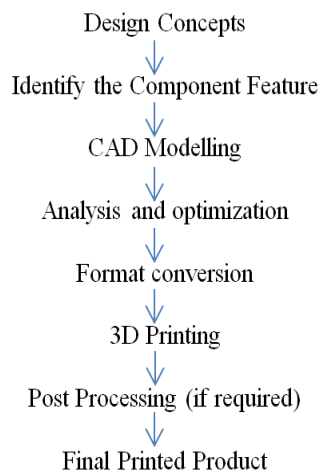 Design Concepts
Identify the Component Feature
CAD Modelling
Analysis and optimization
Format conversion
3D Printing
Post Processing (if required)
Final Printed Product